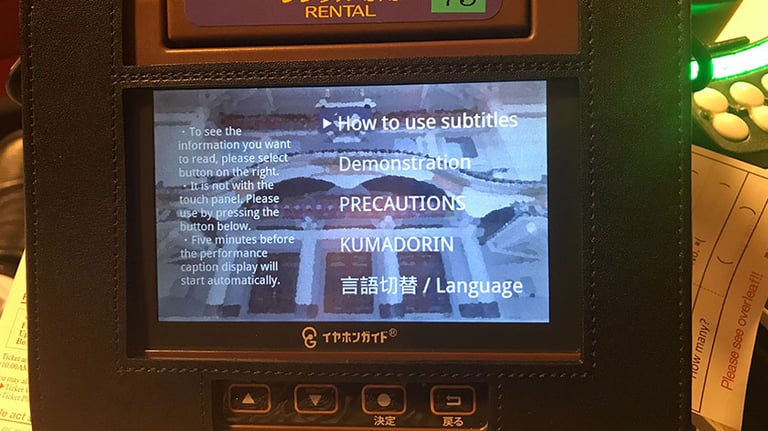 RENTAL
・To see the
information you want
to read, please select
button on the right.
・It is not with the
touch panel. Please
use by pressing the
button below.
・Five minutes before
the performance
caption display will
start automatically.
▶How to use subtitles
Demonstration
PRECAUTIONS
KUMADORIN
言語切替 / Language
イヤホンガイド®
決定
戻る
how many?
Please see overleaf!!